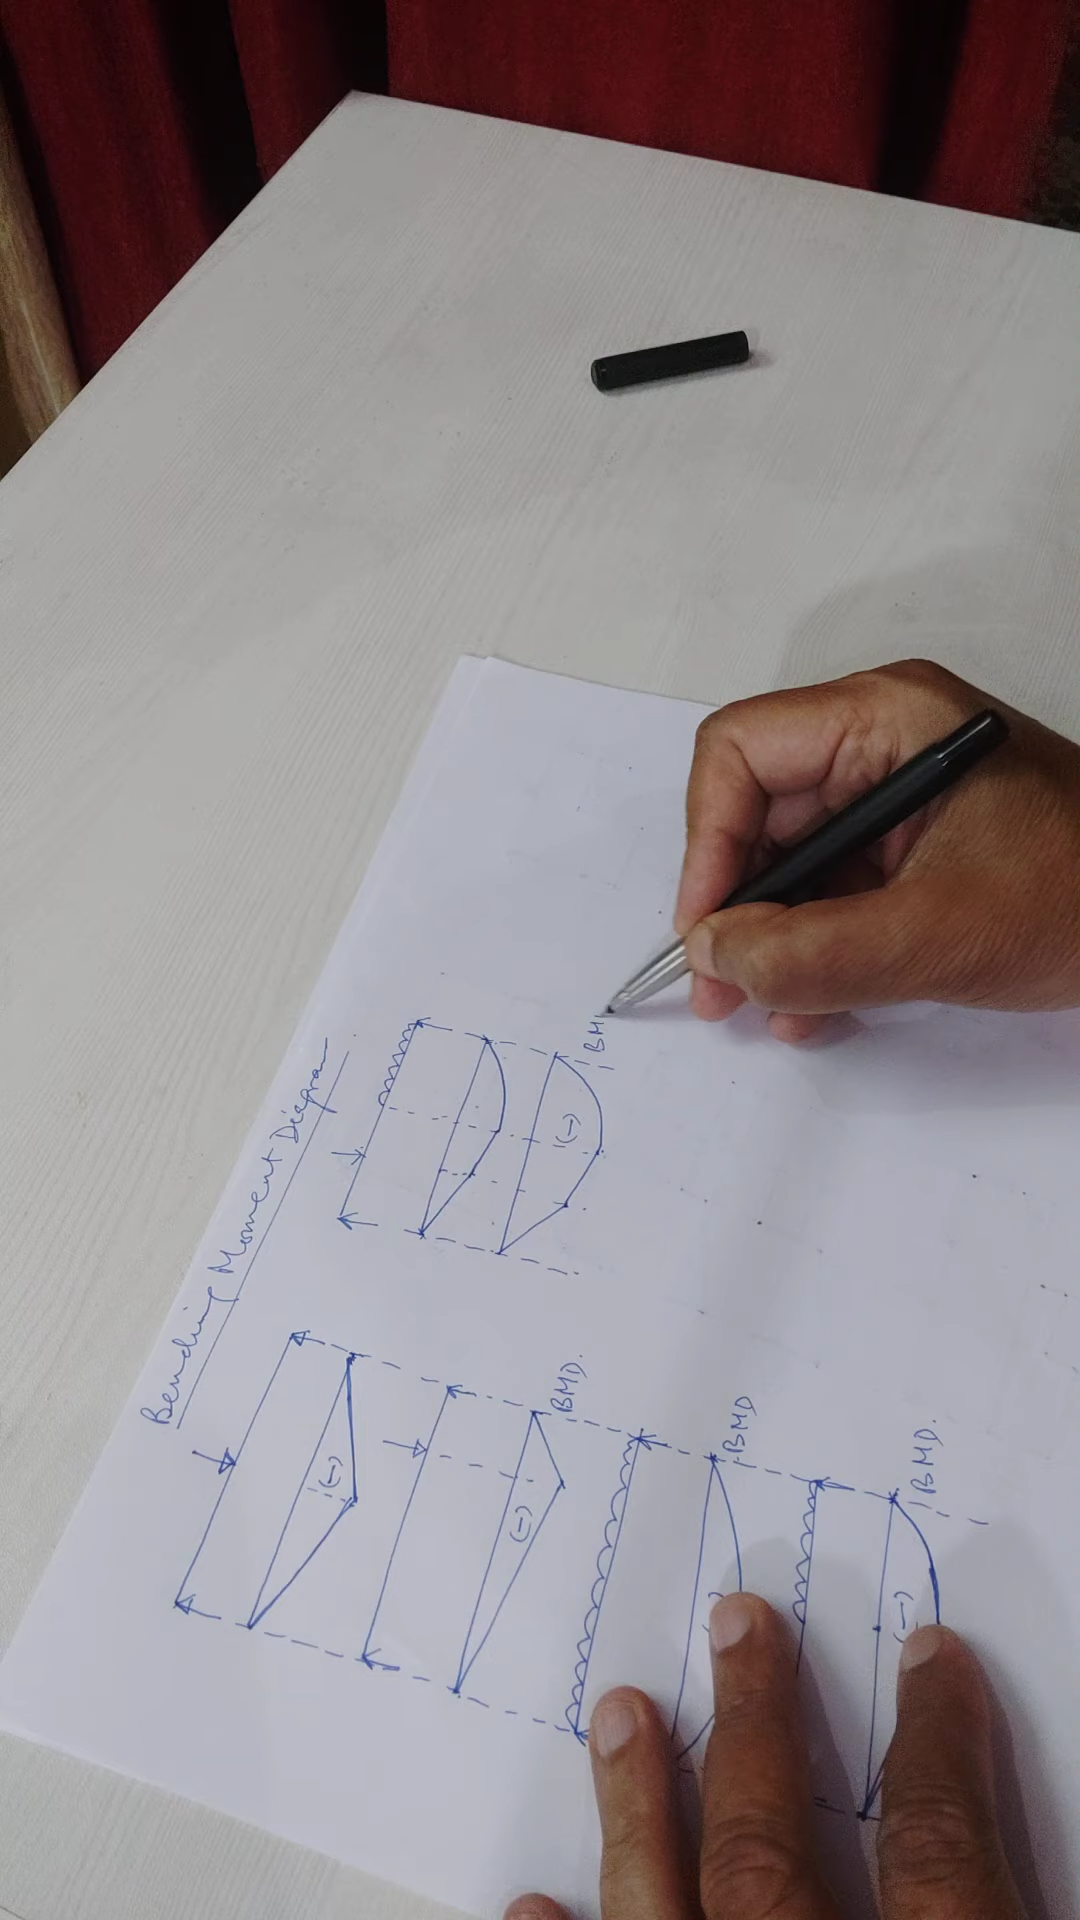 Bending Moment Diagram
(-)
BMD.
(-)
BMD
BMD.
(-)
(-)
BM